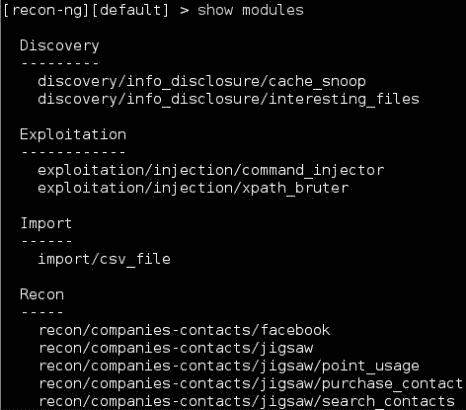 [recon-ng][default] > show modules
Discovery
---------
discovery/info_disclosure/cache_snoop
discovery/info_disclosure/interesting_files
Exploitation
------------
exploitation/injection/command_injector
exploitation/injection/xpath_bruter
Import
------
import/csv_file
Recon
-----
recon/companies-contacts/facebook
recon/companies-contacts/jigsaw
recon/companies-contacts/jigsaw/point_usage
recon/companies-contacts/jigsaw/purchase_contact
recon/companies-contacts/jigsaw/search_contacts